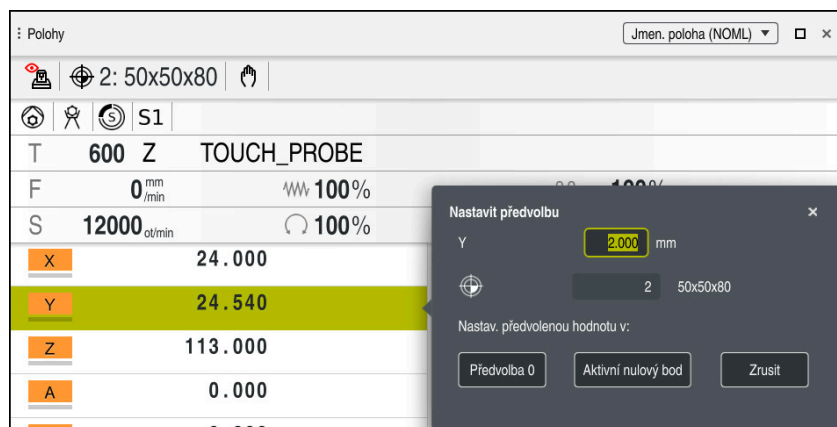 Polohy
Jmen. poloha (NOML)
2: 50x50x80
S S1
T 600 Z TOUCH_PROBE
F 0 mm/min 100%
S 12000 ot/min 100%
X 24.000
Y 24.540
Z 113.000
A 0.000
Nastavit předvolbu
Y 2.000 mm
2 50x50x80
Nastav. předvolenou hodnotu v:
Předvolba 0 Aktivní nulový bod Zrusit